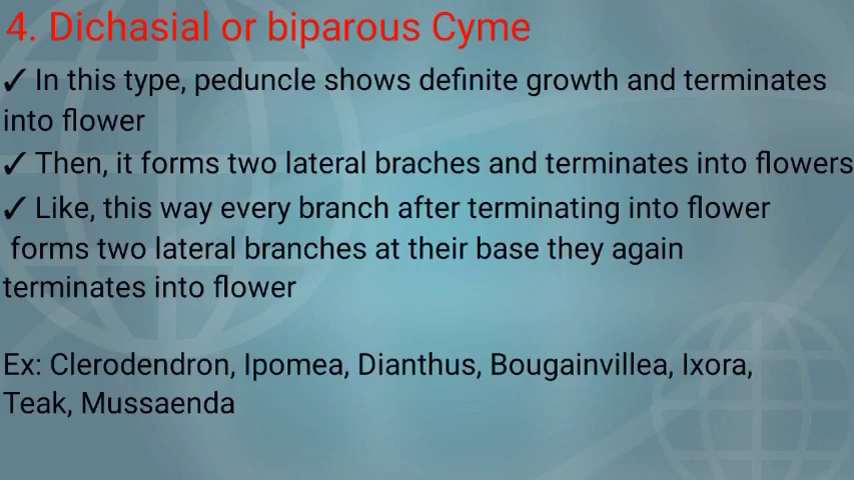 4. Dichasial or biparous Cyme
✓ In this type, peduncle shows definite growth and terminates
into flower
✓ Then, it forms two lateral braches and terminates into flowers
✓ Like, this way every branch after terminating into flower
forms two lateral branches at their base they again
terminates into flower
Ex: Clerodendron, Ipomea, Dianthus, Bougainvillea, Ixora,
Teak, Mussaenda